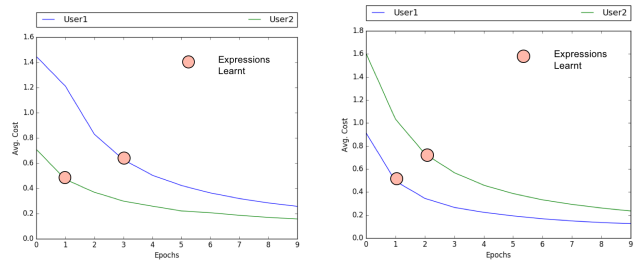 User1 User2
1.6
1.4
1.2
1.0
0.8
0.6
0.4
0.2
0.0
Avg. Cost
Expressions
Learnt
0 1 2 3 4 5 6 7 8 9
Epochs
User1 User2
1.8
1.6
1.4
1.2
1.0
0.8
0.6
0.4
0.2
0.0
Avg. Cost
Expressions
Learnt
0 1 2 3 4 5 6 7 8 9
Epochs